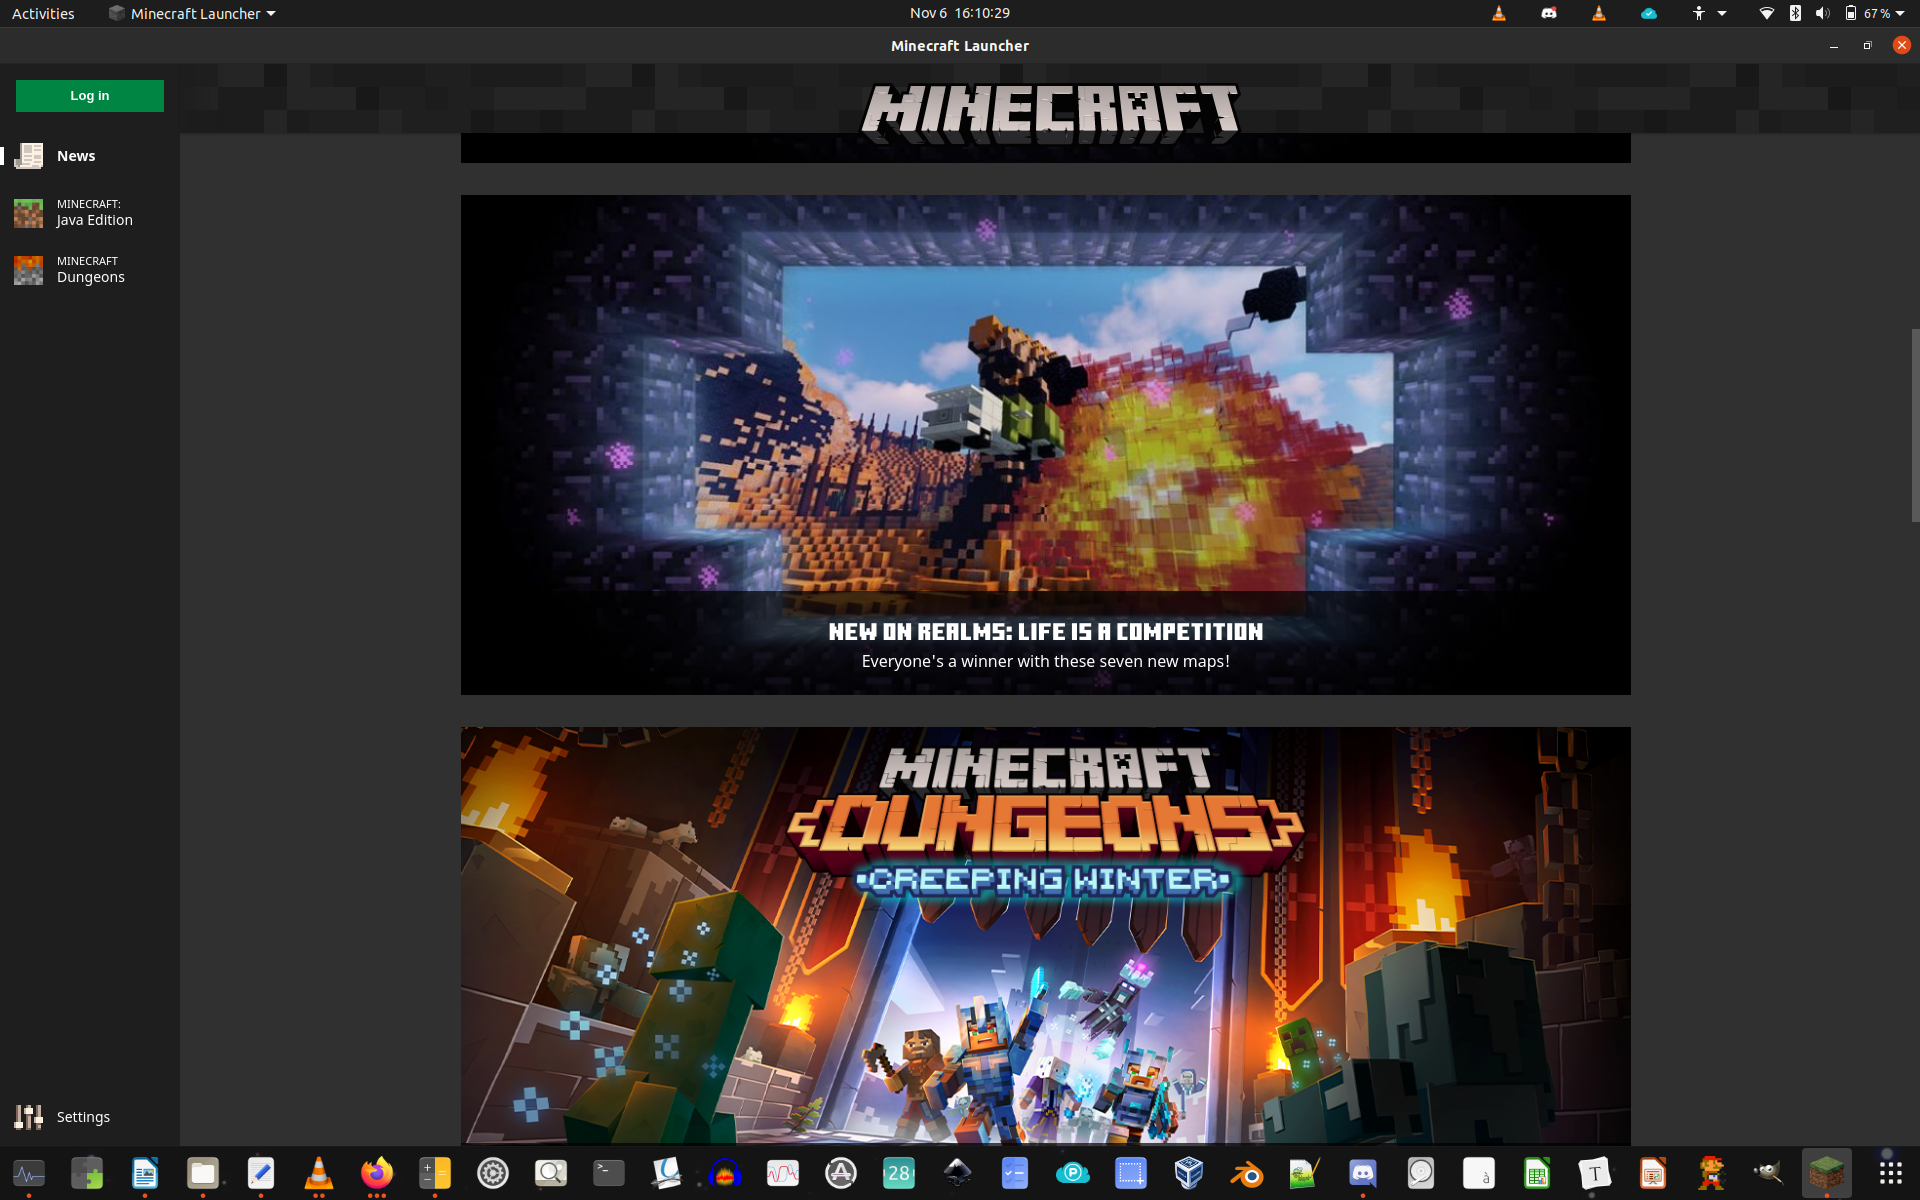 Activities
Minecraft Launcher
Nov 6 16:10:29
67 %
Minecraft Launcher
Log in
MINECRAFT
News
MINECRAFT:
Java Edition
MINECRAFT
Dungeons
NEW ON REALMS: LIFE IS A COMPETITION
Everyone's a winner with these seven new maps!
MINECRAFT
DUNGEONS
CREEPING WINTER
Settings
28
T